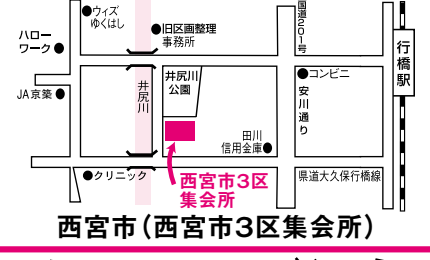 ●ウィズ
ゆくはし
●旧区画整理
事務所
国道201号
ハロー
ワーク●
行橋駅
井尻川
公園
●コンビニ
JA京築●
井尻川
安川通り
田川
信用金庫●
●クリニック
西宮市3区
集会所
県道大久保行橋線
西宮市(西宮市3区集会所)